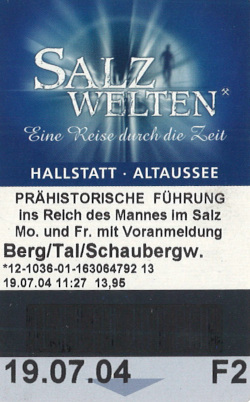 SALZ
WELTEN
Eine Reise durch die Zeit
HALLSTATT · ALTAUSSEE
PRÄHISTORISCHE FÜHRUNG
ins Reich des Mannes im Salz
Mo. und Fr. mit Voranmeldung
Berg/Tal/Schaubergw.
*12-1036-01-163064792 13
19.07.04 11:27 13,95
19.07.04 F2